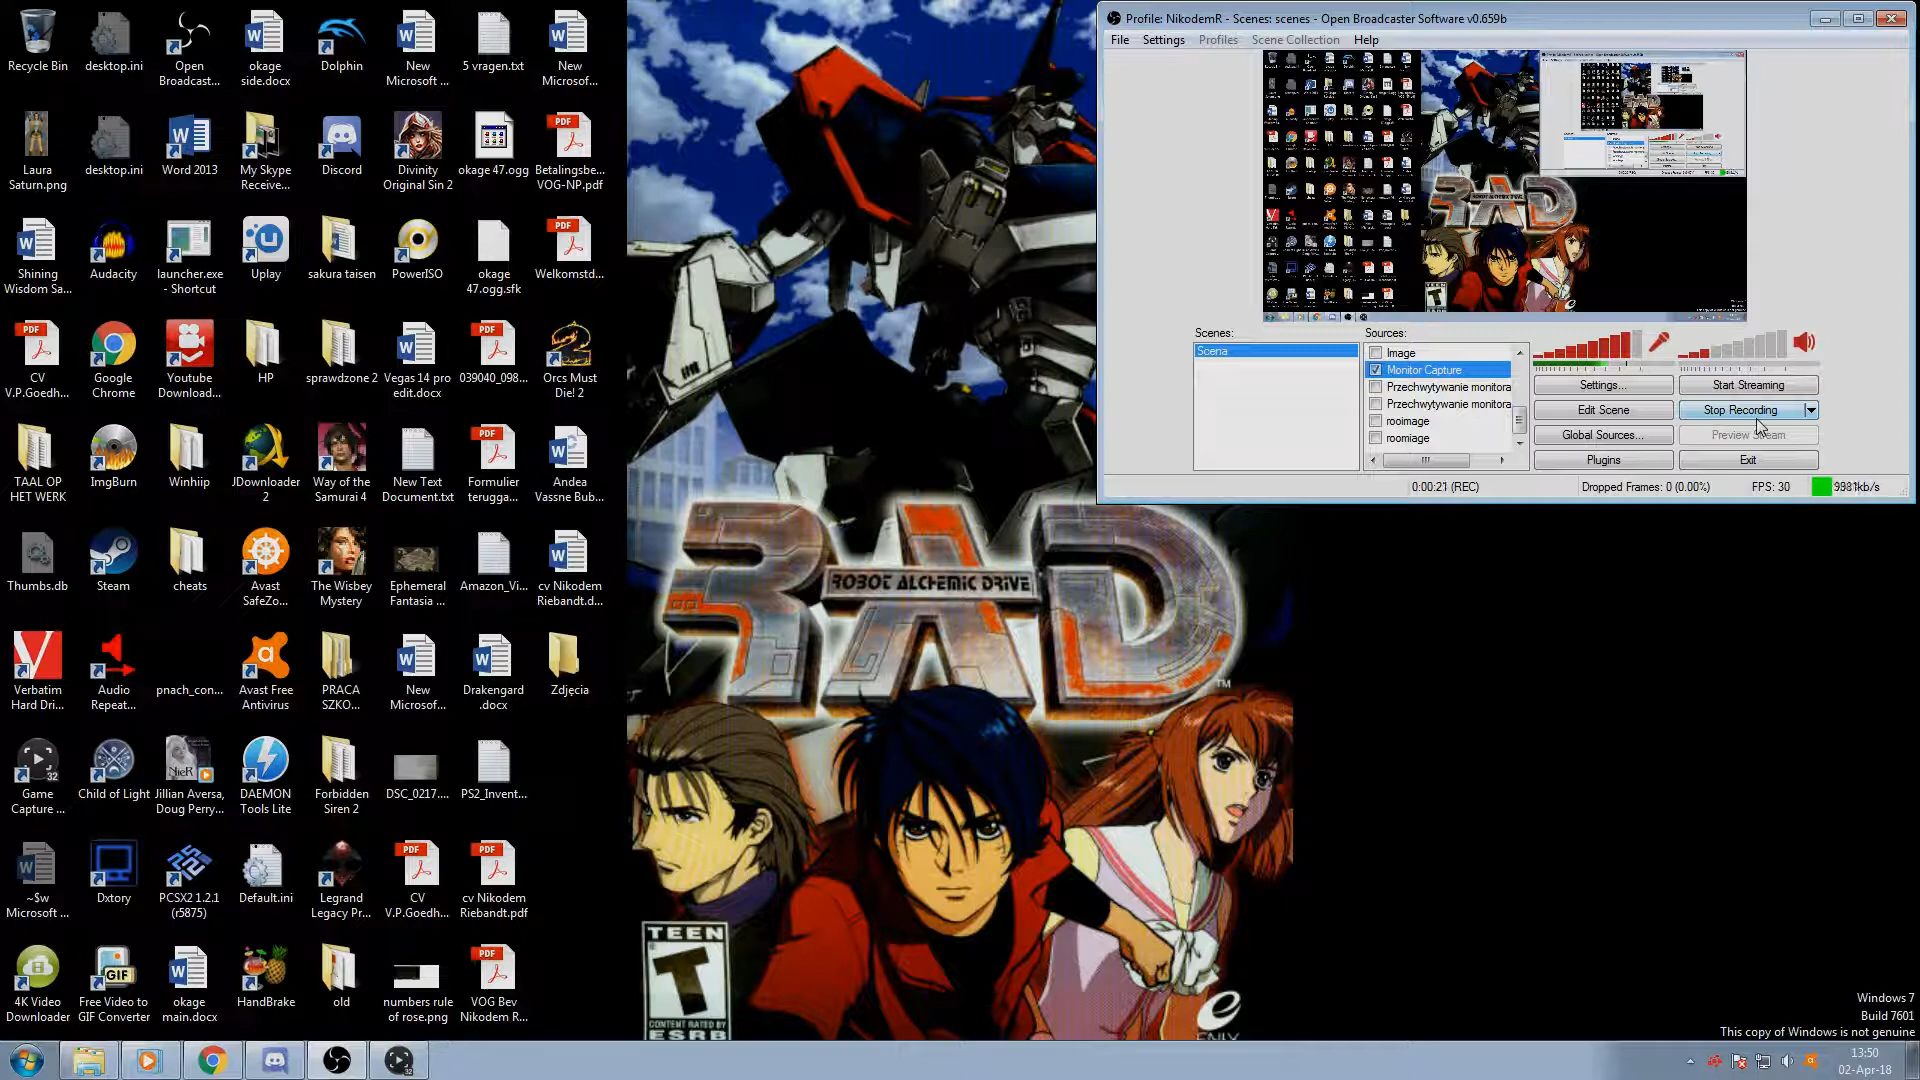 Recycle Bin
desktop.ini
Open
Broadcast...
okage
side.docx
Dolphin
New
Microsoft ...
5 vragen.txt
New
Microsof...
Laura
Saturn.png
desktop.ini
Word 2013
My Skype
Receive...
Discord
Divinity
Original Sin 2
okage 47.ogg
Betalingsbe...
VOG-NP.pdf
Shining
Wisdom Sa...
Audacity
launcher.exe
- Shortcut
Uplay
sakura taisen
PowerISO
okage
47.ogg.sfk
Welkomstd...
CV
V.P.Goedh...
Google
Chrome
Youtube
Download...
HP
sprawdzone 2
Vegas 14 pro
edit.docx
039040_098...
Orcs Must
Die! 2
TAAL OP
HET WERK
ImgBurn
Winhiip
JDownloader
2
Way of the
Samurai 4
New Text
Document.txt
Formulier
terugga...
Andea
Vassne Bub...
Thumbs.db
Steam
cheats
Avast
SafeZo...
The Wisbey
Mystery
Ephemeral
Fantasia ...
Amazon_Vi...
cv Nikodem
Riebandt.d...
Verbatim
Hard Dri...
Audio
Repeat...
pnach_con...
Avast Free
Antivirus
PRACA
SZKO...
New
Microsof...
Drakengard
.docx
Zdjęcia
Game
Capture ...
Child of Light
Jillian Aversa,
Doug Perry,...
DAEMON
Tools Lite
Forbidden
Siren 2
DSC_0217....
PS2_Invent...
~$w
Microsoft ...
Dxtory
PCSX2 1.2.1
(r5875)
Default.ini
Legrand
Legacy Pr...
CV
V.P.Goedh...
cv Nikodem
Riebandt.pdf
4K Video
Downloader
Free Video to
GIF Converter
okage
main.docx
HandBrake
old
numbers rule
of rose.png
VOG Bev
Nikodem R...
Profile: NikodemR - Scenes: scenes - Open Broadcaster Software v0.659b
File Settings Profiles Scene Collection Help
Scenes:
Scena
Sources:
Image
Monitor Capture
Przechwytywanie monitora
Przechwytywanie monitora
rooimage
roomiage
Settings...
Start Streaming
Edit Scene
Stop Recording
Global Sources...
Preview Stream
Plugins
Exit
0:00:21 (REC)
Dropped Frames: 0 (0.00%)
FPS: 30
RAD
ROBOT ALCHEMIC DRIVE
TM
TEEN
T
CONTENT RATED BY
ESRB
Windows 7
Build 7601
This copy of Windows is not genuine
13:50
02-Apr-18